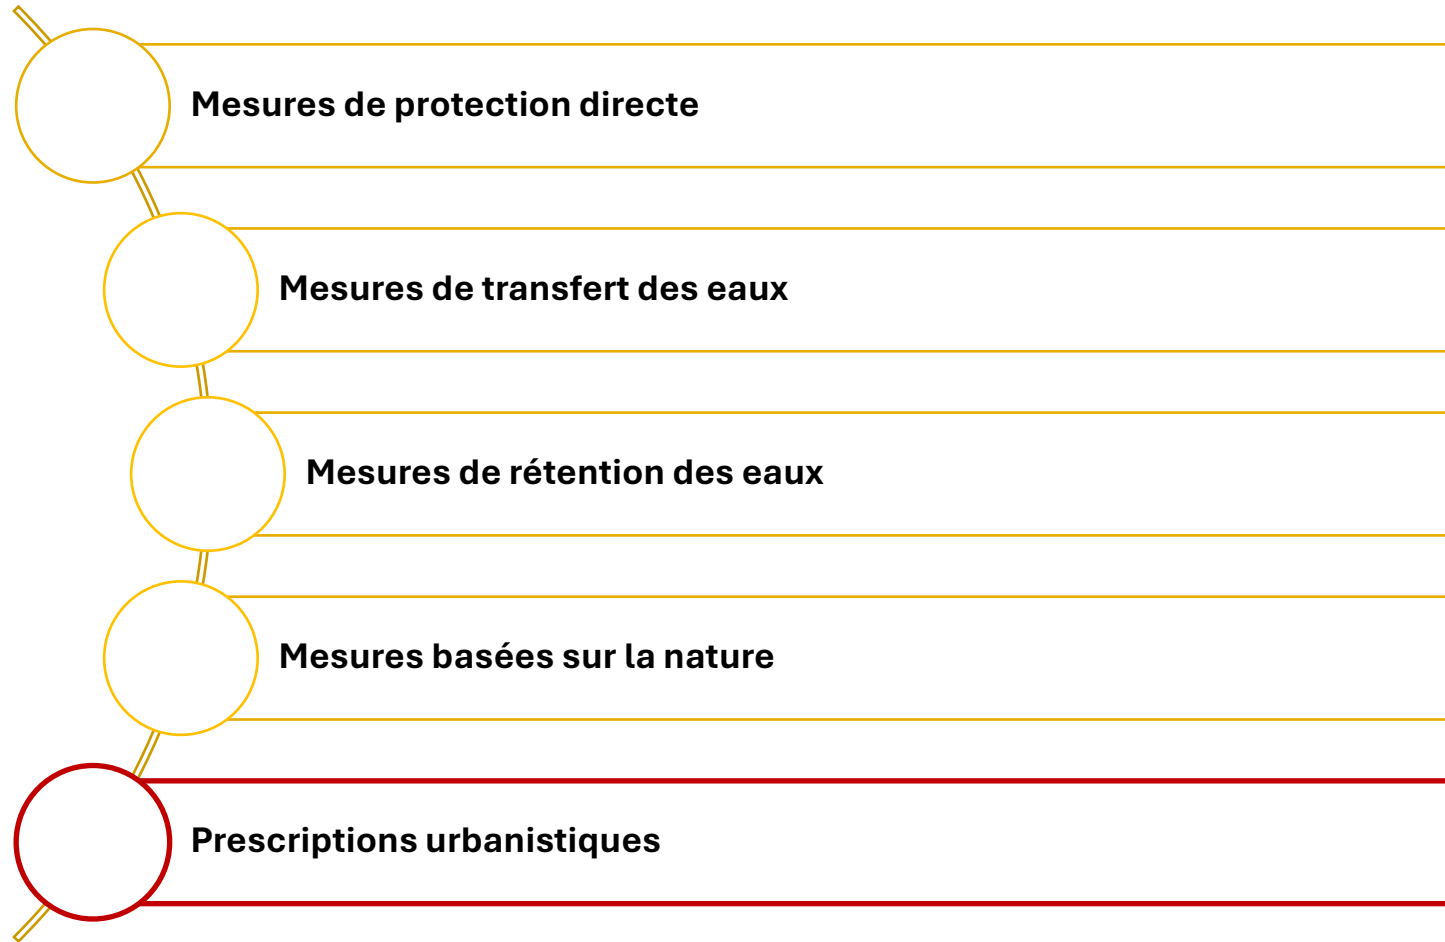 Mesures de protection directe
Mesures de transfert des eaux
Mesures de rétention des eaux
Mesures basées sur la nature
Prescriptions urbanistiques